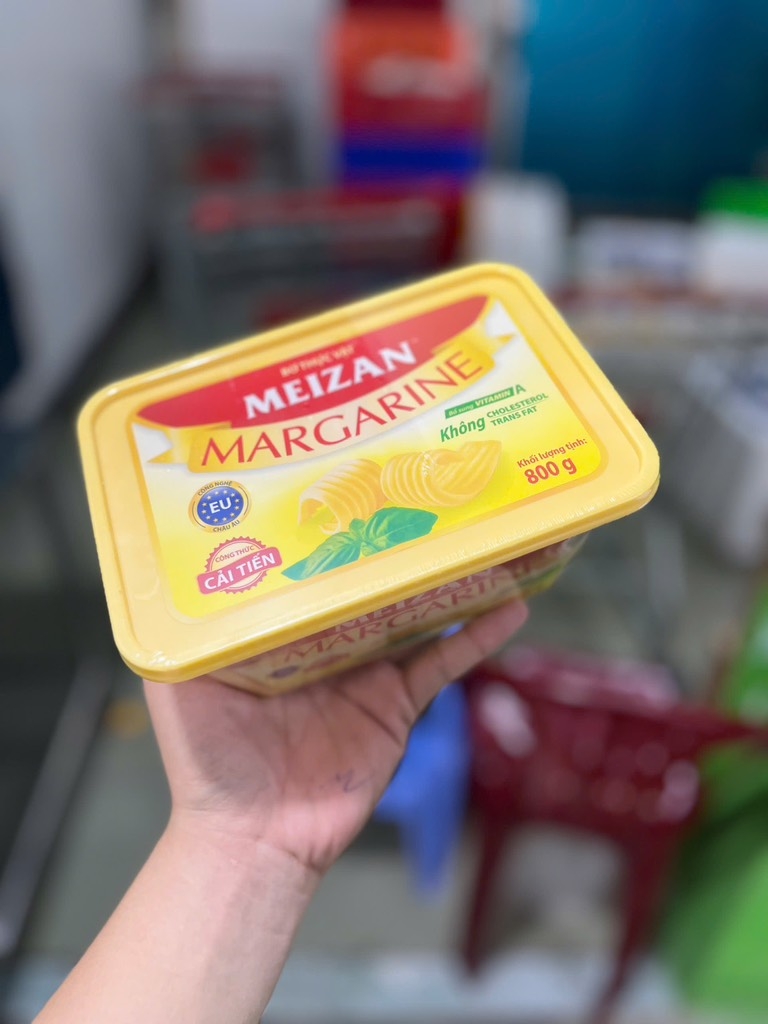 BƠ THỰC VẬT
MEIZAN
MARGARINE
Bổ sung VITAMIN A
Không CHOLESTEROL
TRANS FAT
Khối lượng tịnh:
800 g
CÔNG NGHỆ
EU
CHÂU ÂU
CÔNG THỨC
CẢI TIẾN
MEIZAN
MARGARINE